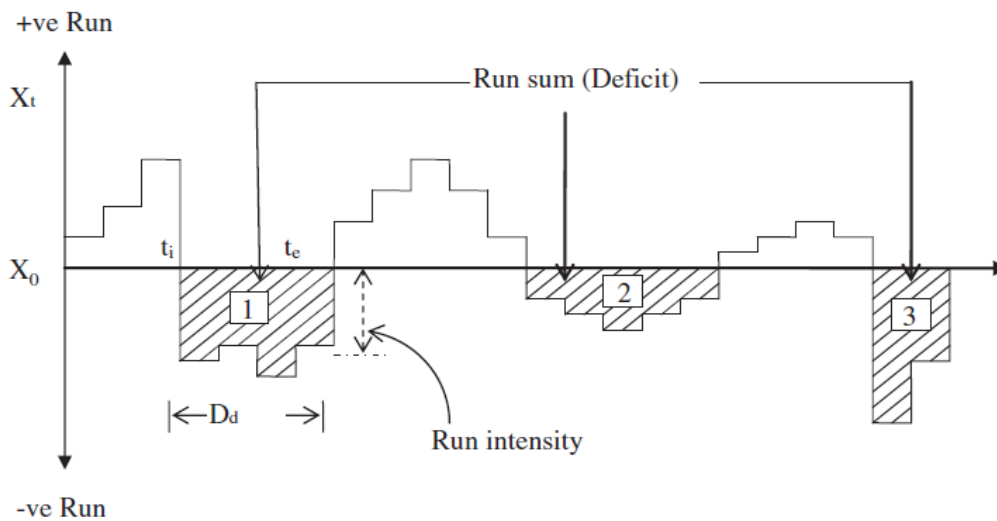 +ve Run
Xt
Run sum (Deficit)
ti
te
X0
1
2
3
Dd
Run intensity
-ve Run